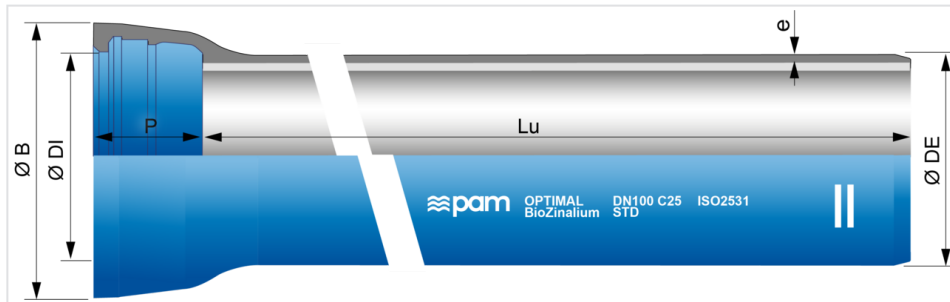 e
P
Lu
Ø B
Ø DI
Ø DE
pam
OPTIMAL DN100 C25 ISO2531
BioZinalium STD